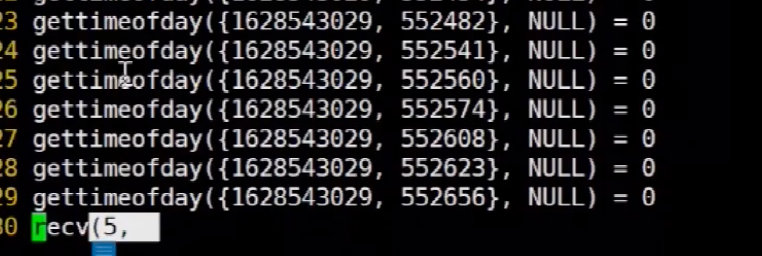 23 gettimeofday({1628543029, 552482}, NULL) = 0
24 gettimeofday({1628543029, 552541}, NULL) = 0
25 gettimeofday({1628543029, 552560}, NULL) = 0
26 gettimeofday({1628543029, 552574}, NULL) = 0
27 gettimeofday({1628543029, 552608}, NULL) = 0
28 gettimeofday({1628543029, 552623}, NULL) = 0
29 gettimeofday({1628543029, 552656}, NULL) = 0
30 recv(5,